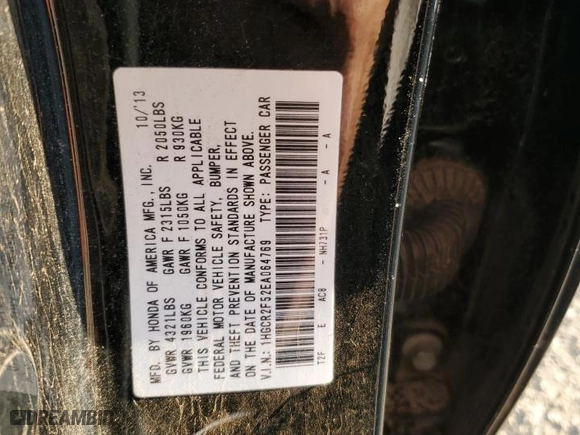 MFD. BY HONDA OF AMERICA MFG., INC. 10/13
GVWR 4321LBS GAWR F 2315LBS R 2050LBS
GVWR 1960KG GAWR F 1050KG R 930KG
THIS VEHICLE CONFORMS TO ALL APPLICABLE
FEDERAL MOTOR VEHICLE SAFETY, BUMPER,
AND THEFT PREVENTION STANDARDS IN EFFECT
ON THE DATE OF MANUFACTURE SHOWN ABOVE.
V.I.N.: 1HGCR2F52EA064769 TYPE: PASSENGER CAR
T2F E AC8 - NH731P - A - A
DREAMBID